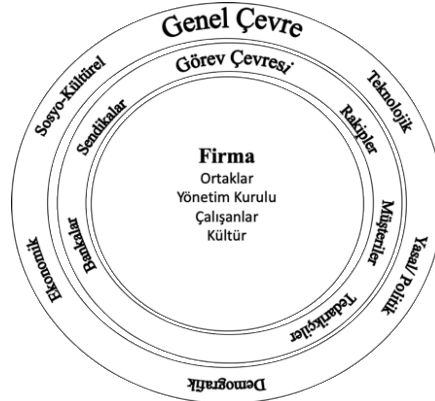 Genel Çevre
Sosyo-Kültürel
Teknolojik
Yasal/ Politik
Demografik
Ekonomik
Görev Çevresi
Sendikalar
Rakipler
Müşteriler
Tedarikçiler
Bankalar
Firma
Ortaklar
Yönetim Kurulu
Çalışanlar
Kültür